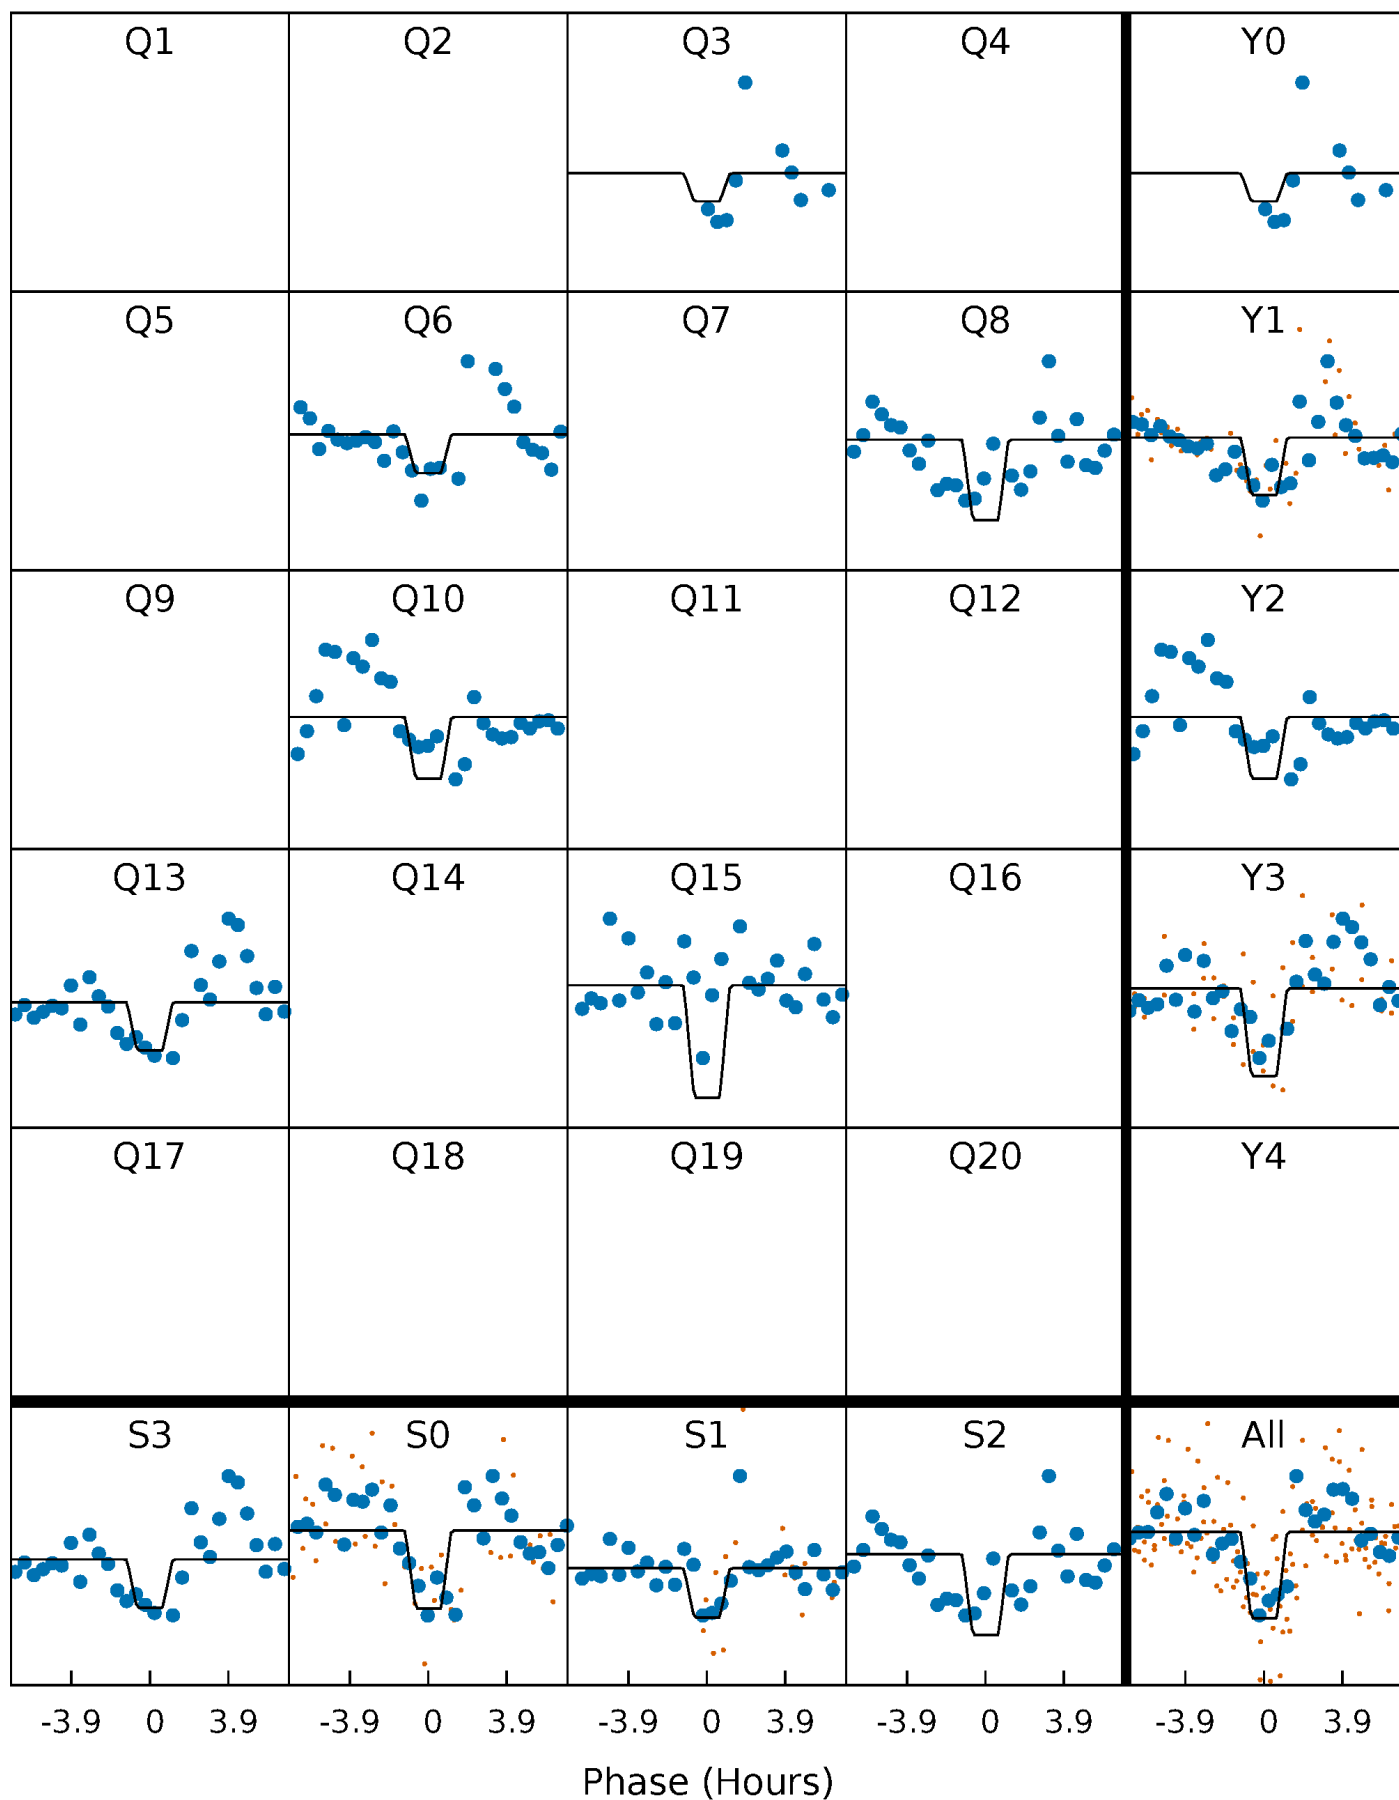 Q1 Q2 Q3 Q4 Y0
Q5 Q6 Q7 Q8 Y1
Q9 Q10 Q11 Q12 Y2
Q13 Q14 Q15 Q16 Y3
Q17 Q18 Q19 Q20 Y4
S3 S0 S1 S2 All
-3.9 0 3.9 -3.9 0 3.9 -3.9 0 3.9 -3.9 0 3.9 -3.9 0 3.9
Phase (Hours)